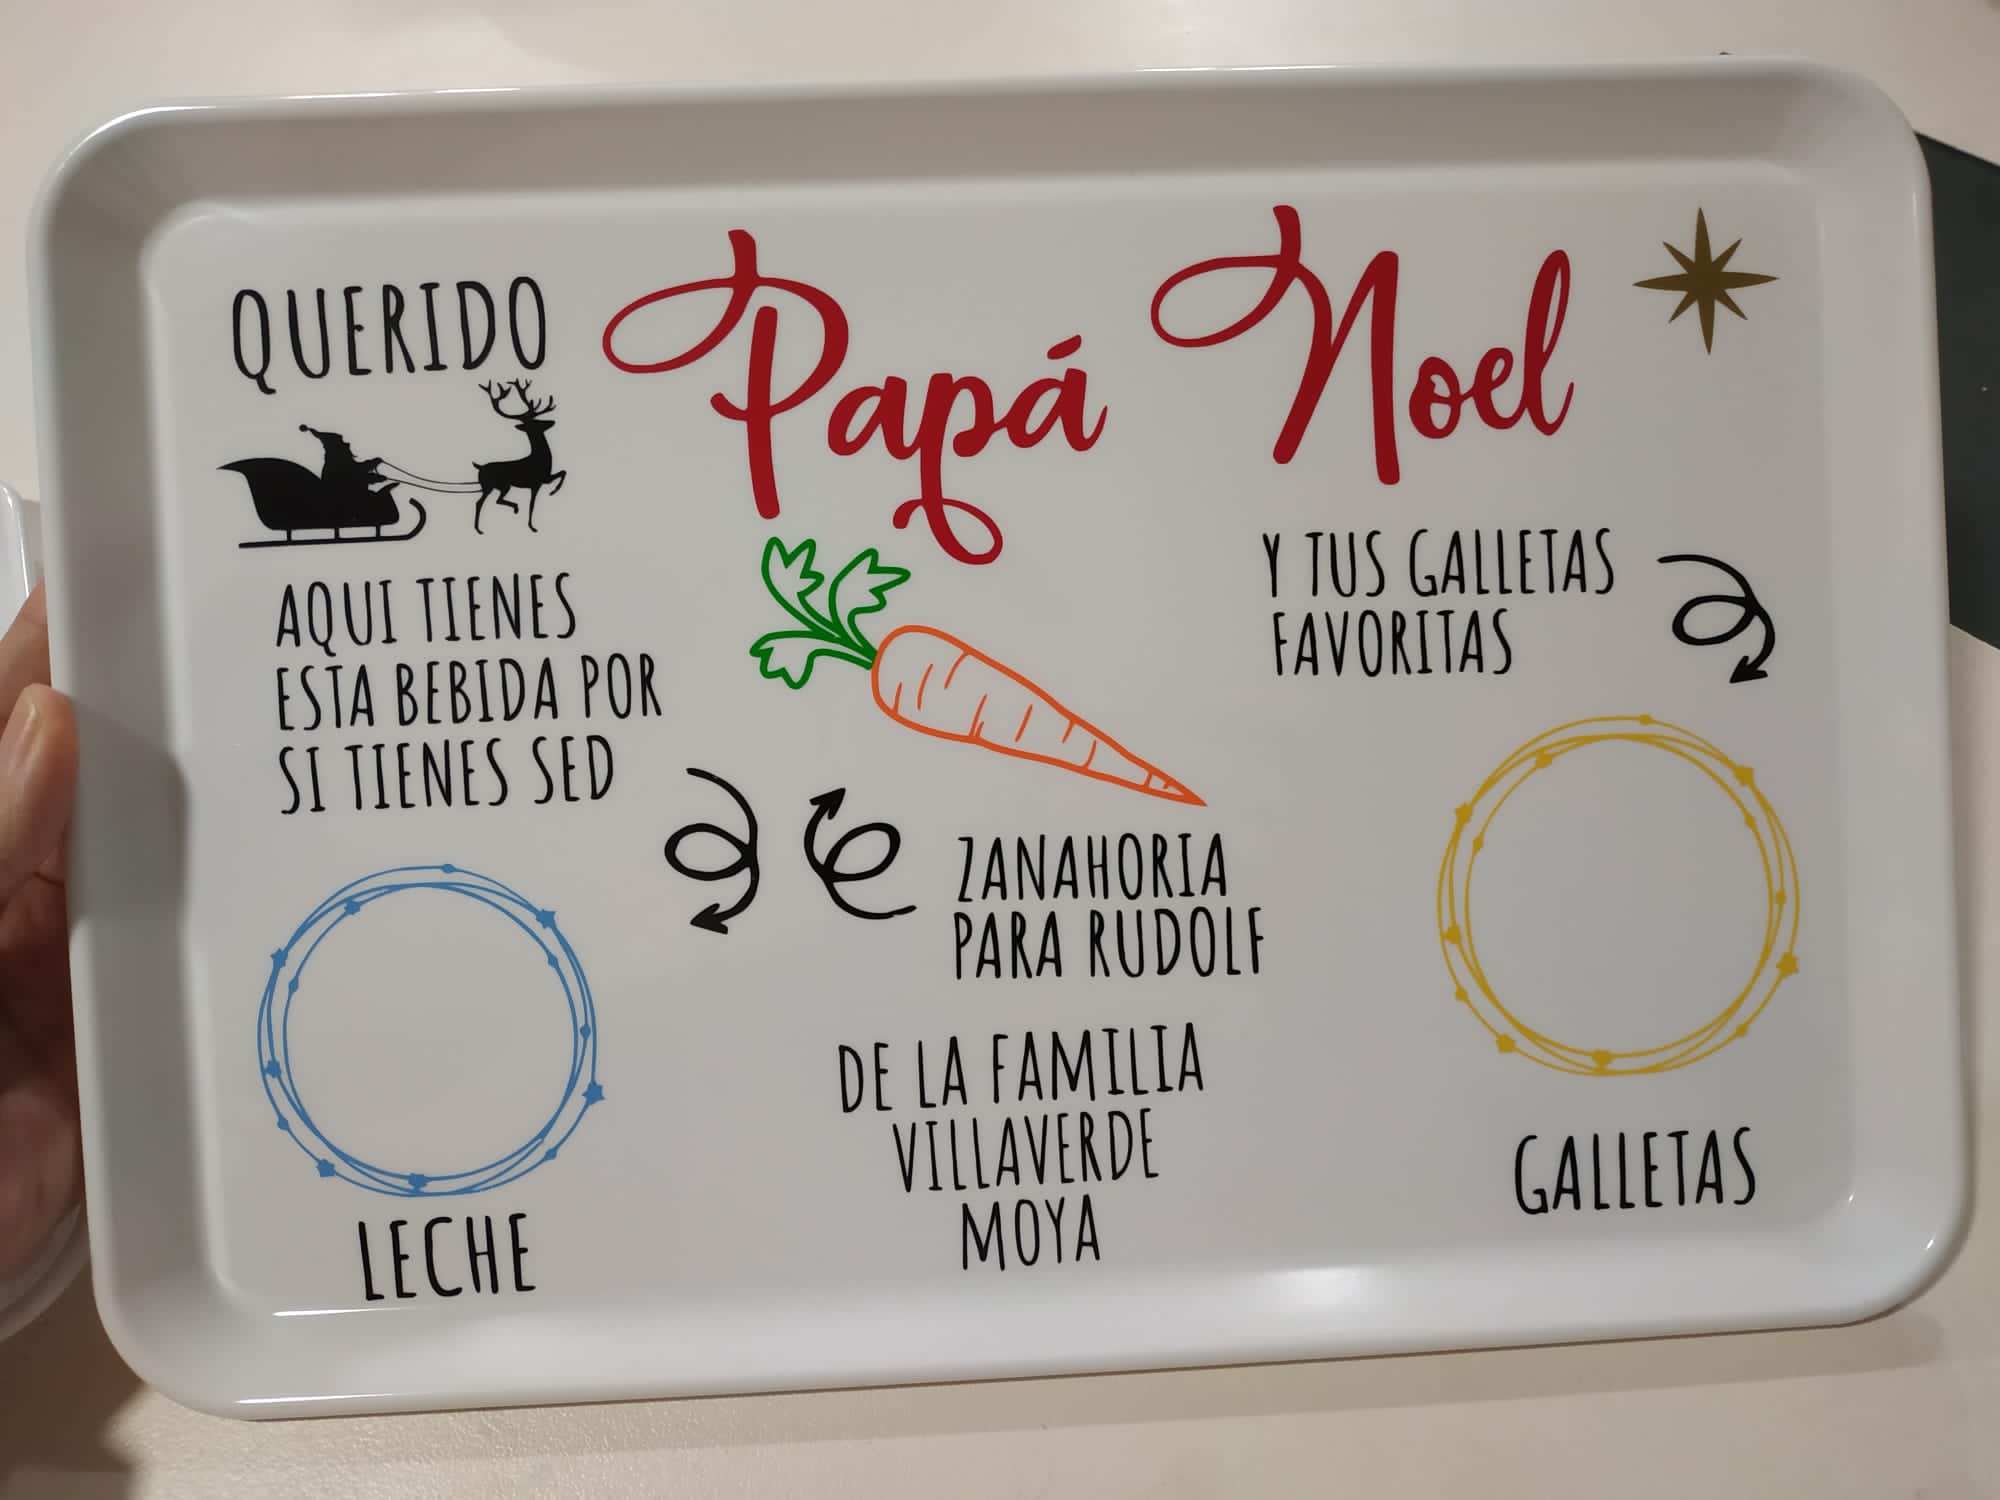 QUERIDO
Papá Noel
AQUI TIENES
ESTA BEBIDA POR
SI TIENES SED
LECHE
ZANAHORIA
PARA RUDOLF
DE LA FAMILIA
VILLAVERDE
MOYA
Y TUS GALLETAS
FAVORITAS
GALLETAS